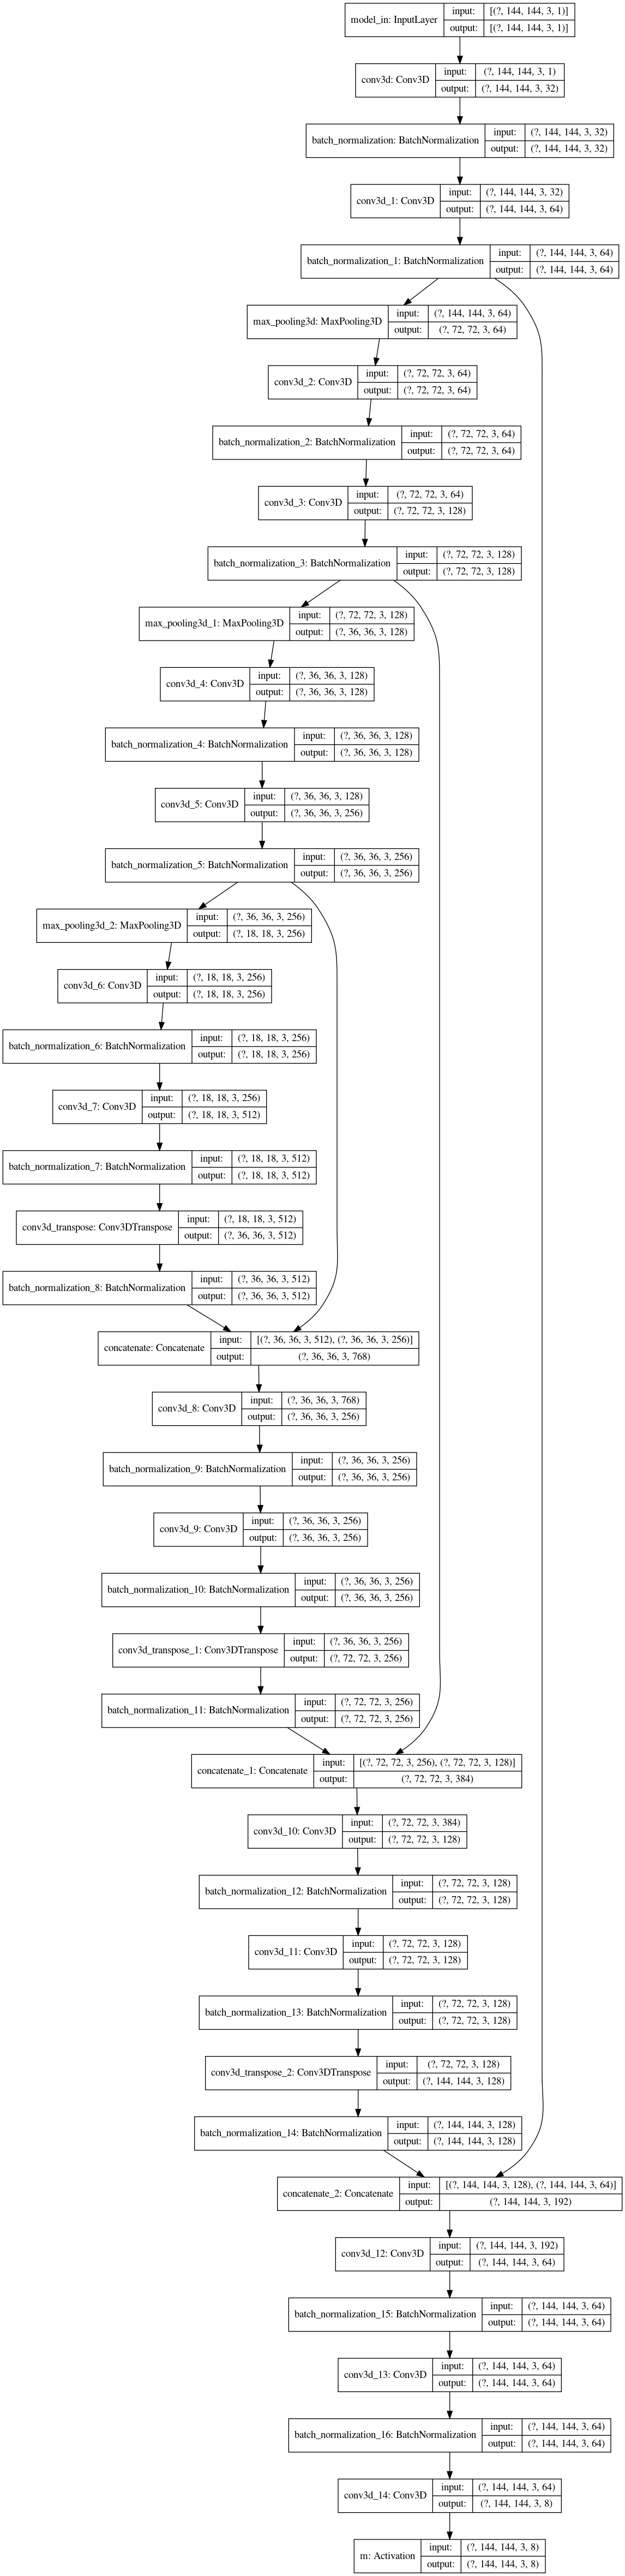 model_in: InputLayer
input: [(?, 144, 144, 3, 1)]
output: [(?, 144, 144, 3, 1)]
conv3d: Conv3D
input: (?, 144, 144, 3, 1)
output: (?, 144, 144, 3, 32)
batch_normalization: BatchNormalization
input: (?, 144, 144, 3, 32)
output: (?, 144, 144, 3, 32)
conv3d_1: Conv3D
input: (?, 144, 144, 3, 32)
output: (?, 144, 144, 3, 64)
batch_normalization_1: BatchNormalization
input: (?, 144, 144, 3, 64)
output: (?, 144, 144, 3, 64)
max_pooling3d: MaxPooling3D
input: (?, 144, 144, 3, 64)
output: (?, 72, 72, 3, 64)
conv3d_2: Conv3D
input: (?, 72, 72, 3, 64)
output: (?, 72, 72, 3, 64)
batch_normalization_2: BatchNormalization
input: (?, 72, 72, 3, 64)
output: (?, 72, 72, 3, 64)
conv3d_3: Conv3D
input: (?, 72, 72, 3, 64)
output: (?, 72, 72, 3, 128)
batch_normalization_3: BatchNormalization
input: (?, 72, 72, 3, 128)
output: (?, 72, 72, 3, 128)
max_pooling3d_1: MaxPooling3D
input: (?, 72, 72, 3, 128)
output: (?, 36, 36, 3, 128)
conv3d_4: Conv3D
input: (?, 36, 36, 3, 128)
output: (?, 36, 36, 3, 128)
batch_normalization_4: BatchNormalization
input: (?, 36, 36, 3, 128)
output: (?, 36, 36, 3, 128)
conv3d_5: Conv3D
input: (?, 36, 36, 3, 128)
output: (?, 36, 36, 3, 256)
batch_normalization_5: BatchNormalization
input: (?, 36, 36, 3, 256)
output: (?, 36, 36, 3, 256)
max_pooling3d_2: MaxPooling3D
input: (?, 36, 36, 3, 256)
output: (?, 18, 18, 3, 256)
conv3d_6: Conv3D
input: (?, 18, 18, 3, 256)
output: (?, 18, 18, 3, 256)
batch_normalization_6: BatchNormalization
input: (?, 18, 18, 3, 256)
output: (?, 18, 18, 3, 256)
conv3d_7: Conv3D
input: (?, 18, 18, 3, 256)
output: (?, 18, 18, 3, 512)
batch_normalization_7: BatchNormalization
input: (?, 18, 18, 3, 512)
output: (?, 18, 18, 3, 512)
conv3d_transpose: Conv3DTranspose
input: (?, 18, 18, 3, 512)
output: (?, 36, 36, 3, 512)
batch_normalization_8: BatchNormalization
input: (?, 36, 36, 3, 512)
output: (?, 36, 36, 3, 512)
concatenate: Concatenate
input: [(?, 36, 36, 3, 512), (?, 36, 36, 3, 256)]
output: (?, 36, 36, 3, 768)
conv3d_8: Conv3D
input: (?, 36, 36, 3, 768)
output: (?, 36, 36, 3, 256)
batch_normalization_9: BatchNormalization
input: (?, 36, 36, 3, 256)
output: (?, 36, 36, 3, 256)
conv3d_9: Conv3D
input: (?, 36, 36, 3, 256)
output: (?, 36, 36, 3, 256)
batch_normalization_10: BatchNormalization
input: (?, 36, 36, 3, 256)
output: (?, 36, 36, 3, 256)
conv3d_transpose_1: Conv3DTranspose
input: (?, 36, 36, 3, 256)
output: (?, 72, 72, 3, 256)
batch_normalization_11: BatchNormalization
input: (?, 72, 72, 3, 256)
output: (?, 72, 72, 3, 256)
concatenate_1: Concatenate
input: [(?, 72, 72, 3, 256), (?, 72, 72, 3, 128)]
output: (?, 72, 72, 3, 384)
conv3d_10: Conv3D
input: (?, 72, 72, 3, 384)
output: (?, 72, 72, 3, 128)
batch_normalization_12: BatchNormalization
input: (?, 72, 72, 3, 128)
output: (?, 72, 72, 3, 128)
conv3d_11: Conv3D
input: (?, 72, 72, 3, 128)
output: (?, 72, 72, 3, 128)
batch_normalization_13: BatchNormalization
input: (?, 72, 72, 3, 128)
output: (?, 72, 72, 3, 128)
conv3d_transpose_2: Conv3DTranspose
input: (?, 72, 72, 3, 128)
output: (?, 144, 144, 3, 128)
batch_normalization_14: BatchNormalization
input: (?, 144, 144, 3, 128)
output: (?, 144, 144, 3, 128)
concatenate_2: Concatenate
input: [(?, 144, 144, 3, 128), (?, 144, 144, 3, 64)]
output: (?, 144, 144, 3, 192)
conv3d_12: Conv3D
input: (?, 144, 144, 3, 192)
output: (?, 144, 144, 3, 64)
batch_normalization_15: BatchNormalization
input: (?, 144, 144, 3, 64)
output: (?, 144, 144, 3, 64)
conv3d_13: Conv3D
input: (?, 144, 144, 3, 64)
output: (?, 144, 144, 3, 64)
batch_normalization_16: BatchNormalization
input: (?, 144, 144, 3, 64)
output: (?, 144, 144, 3, 64)
conv3d_14: Conv3D
input: (?, 144, 144, 3, 64)
output: (?, 144, 144, 3, 8)
m: Activation
input: (?, 144, 144, 3, 8)
output: (?, 144, 144, 3, 8)